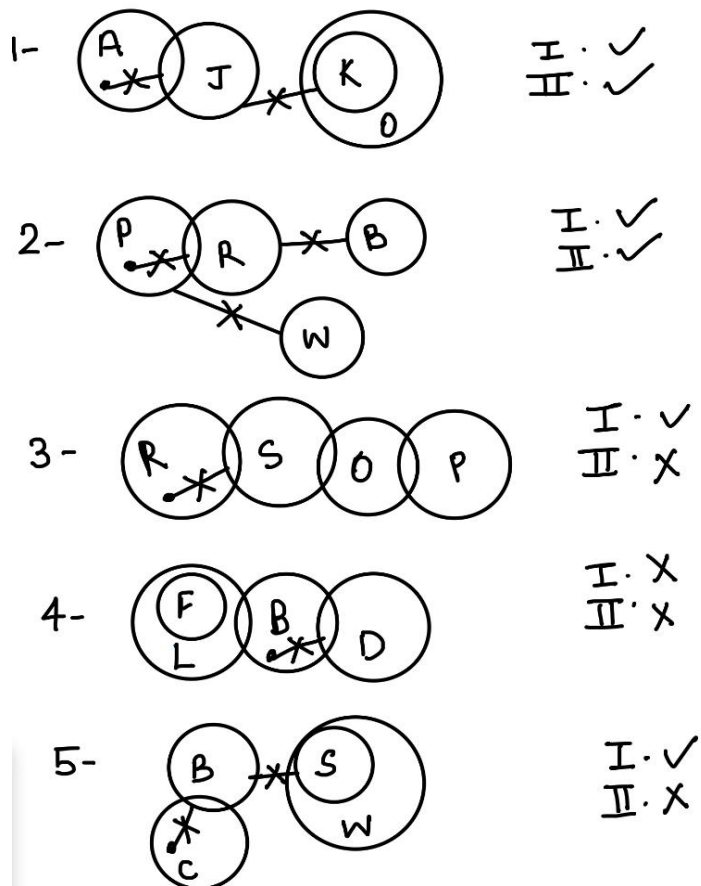 1- A J K O I. ✓
II. ✓
2- P R B W I. ✓
II. ✓
3- R S O P I. ✓
II. X
4- F L B D I. X
II. X
5- B S W C I. ✓
II. X